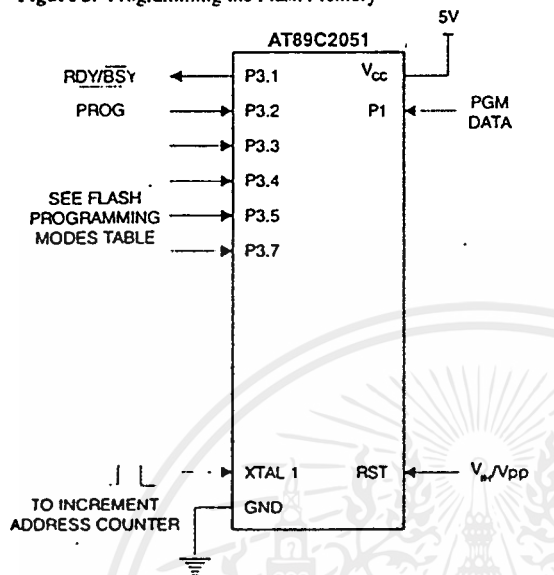 Figure 3. Programming the Flash Memory
5V
AT89C2051
RDY/BSY
P3.1
VCC
PROG
P3.2
P1
PGM
DATA
P3.3
P3.4
SEE FLASH
PROGRAMMING
MODES TABLE
P3.5
P3.7
XTAL 1
RST
VIH/VPP
TO INCREMENT
ADDRESS COUNTER
GND